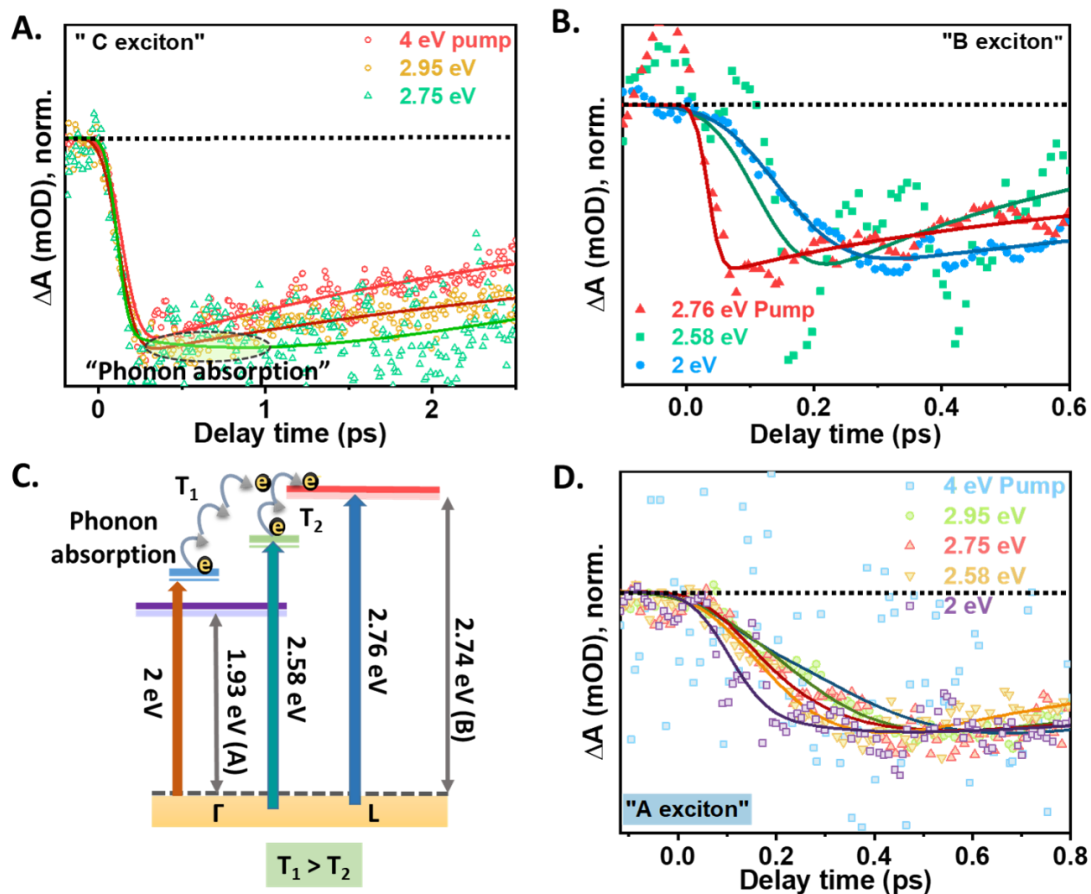 A.
" C exciton"
4 eV pump
2.95 eV
2.75 eV
ΔA (mOD), norm.
“Phonon absorption”
0
1
2
Delay time (ps)
B.
"B exciton"
ΔA (mOD), norm.
2.76 eV Pump
2.58 eV
2 eV
0.0
0.2
0.4
0.6
Delay time (ps)
C.
T1
e
e
e
T2
Phonon
absorption
e
2 eV
1.93 eV (A)
2.58 eV
2.76 eV
2.74 eV (B)
Γ
L
T1 > T2
D.
4 eV Pump
2.95 eV
2.75 eV
2.58 eV
2 eV
ΔA (mOD), norm.
"A exciton"
0.0
0.2
0.4
0.6
0.8
Delay time (ps)